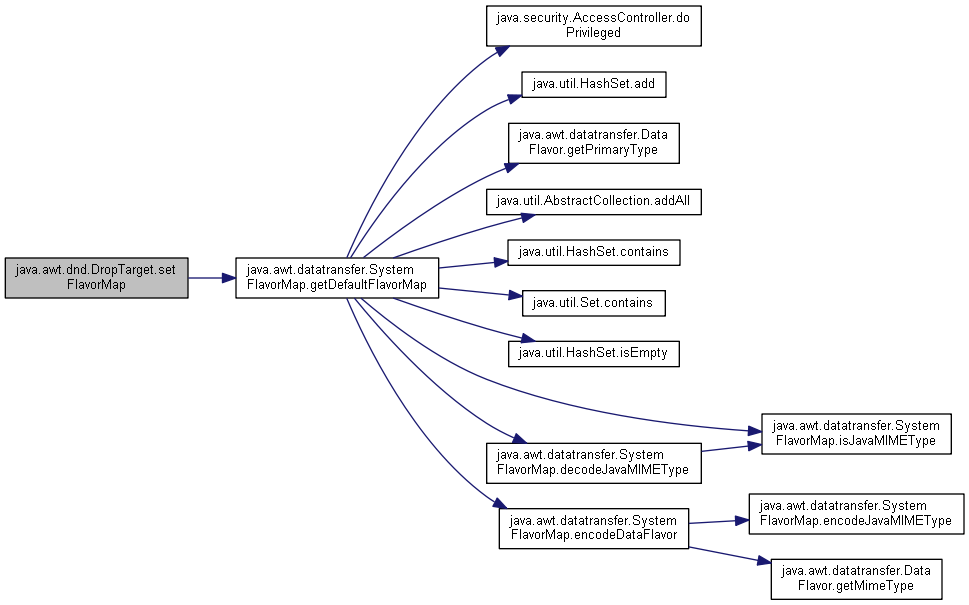 java.security.AccessController.do
Privileged
java.util.HashSet.add
java.awt.datatransfer.Data
Flavor.getPrimaryType
java.util.AbstractCollection.addAll
java.awt.dnd.DropTarget.set
FlavorMap
java.awt.datatransfer.System
FlavorMap.getDefaultFlavorMap
java.util.HashSet.contains
java.util.Set.contains
java.util.HashSet.isEmpty
java.awt.datatransfer.System
FlavorMap.isJavaMIMEType
java.awt.datatransfer.System
FlavorMap.decodeJavaMIMEType
java.awt.datatransfer.System
FlavorMap.encodeDataFlavor
java.awt.datatransfer.System
FlavorMap.encodeJavaMIMEType
java.awt.datatransfer.Data
Flavor.getMimeType